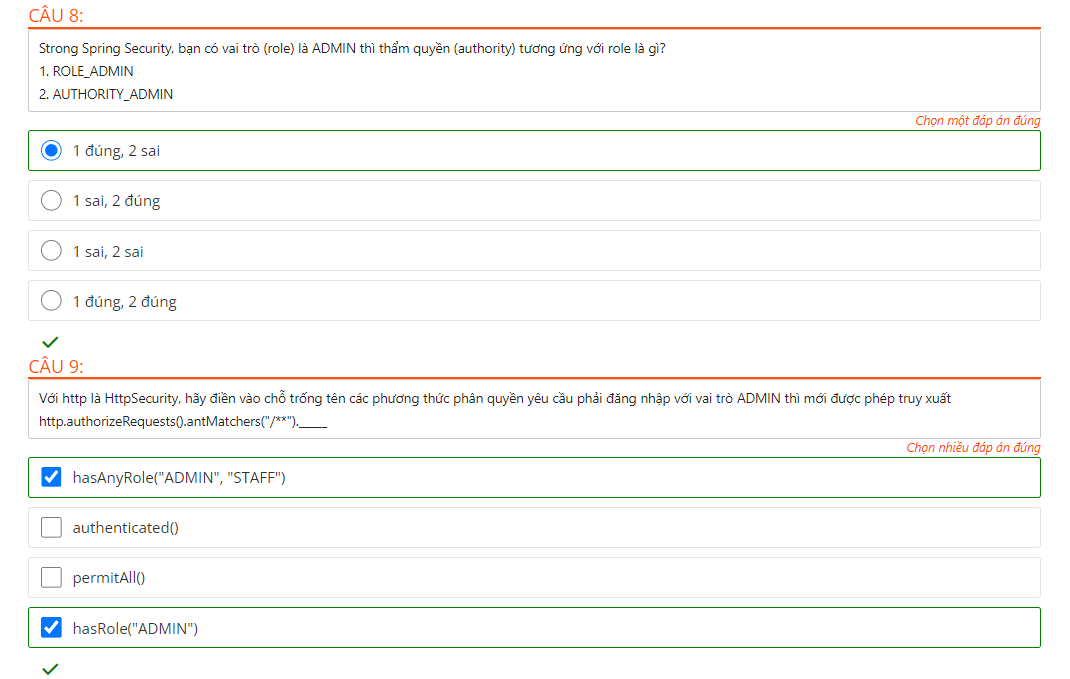 CÂU 8:
Strong Spring Security, bạn có vai trò (role) là ADMIN thì thẩm quyền (authority) tương ứng với role là gì?
1. ROLE_ADMIN
2. AUTHORITY_ADMIN
Chọn một đáp án đúng
1 đúng, 2 sai
1 sai, 2 đúng
1 sai, 2 sai
1 đúng, 2 đúng
CÂU 9:
Với http là HttpSecurity, hãy điền vào chỗ trống tên các phương thức phân quyền yêu cầu phải đăng nhập với vai trò ADMIN thì mới được phép truy xuất
http.authorizeRequests().antMatchers("/**")._____
Chọn nhiều đáp án đúng
hasAnyRole("ADMIN", "STAFF")
authenticated()
permitAll()
hasRole("ADMIN")